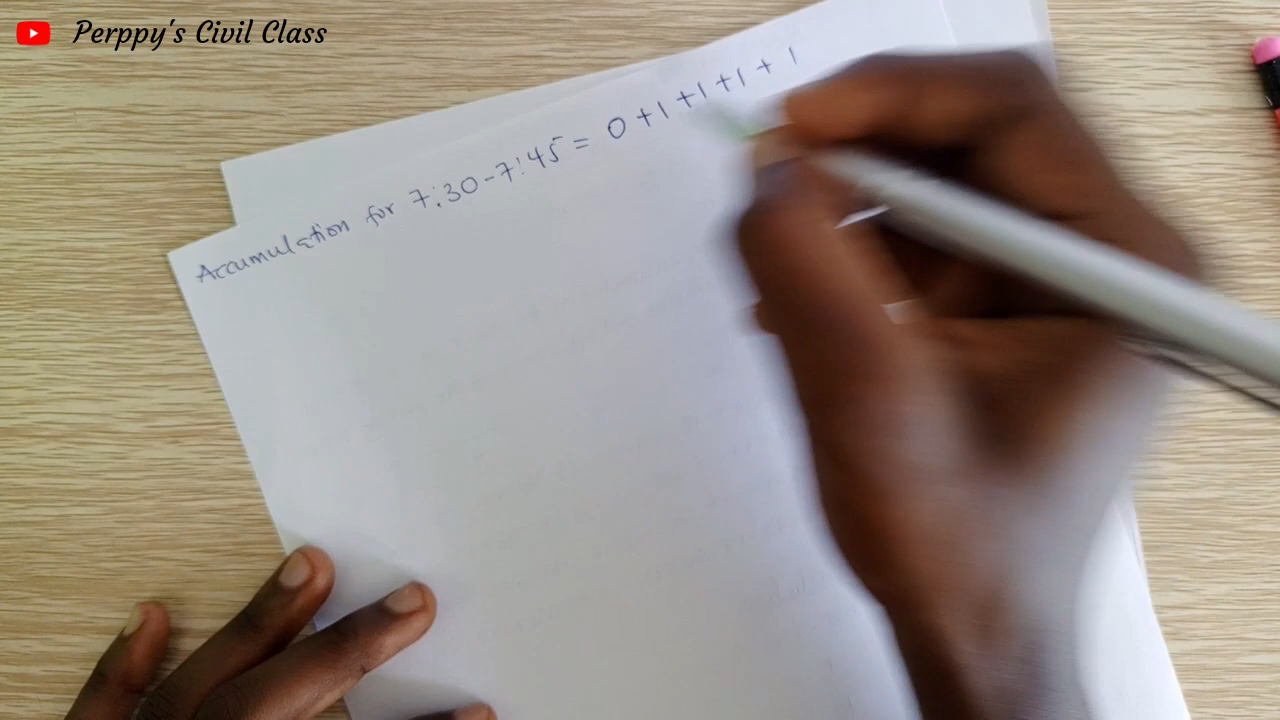 Perppy's Civil Class
Accumulation for 7:30-7:45 = 0+1+1+1+1